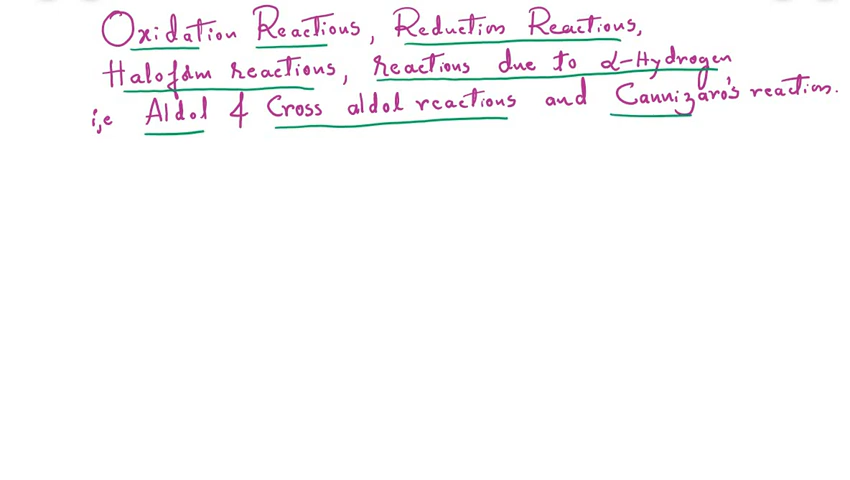 Oxidation Reactions, Reduction Reactions,
Haloform reactions, reactions due to α-Hydrogen
i,e Aldol & Cross aldol reactions and Cannizaro's reaction.